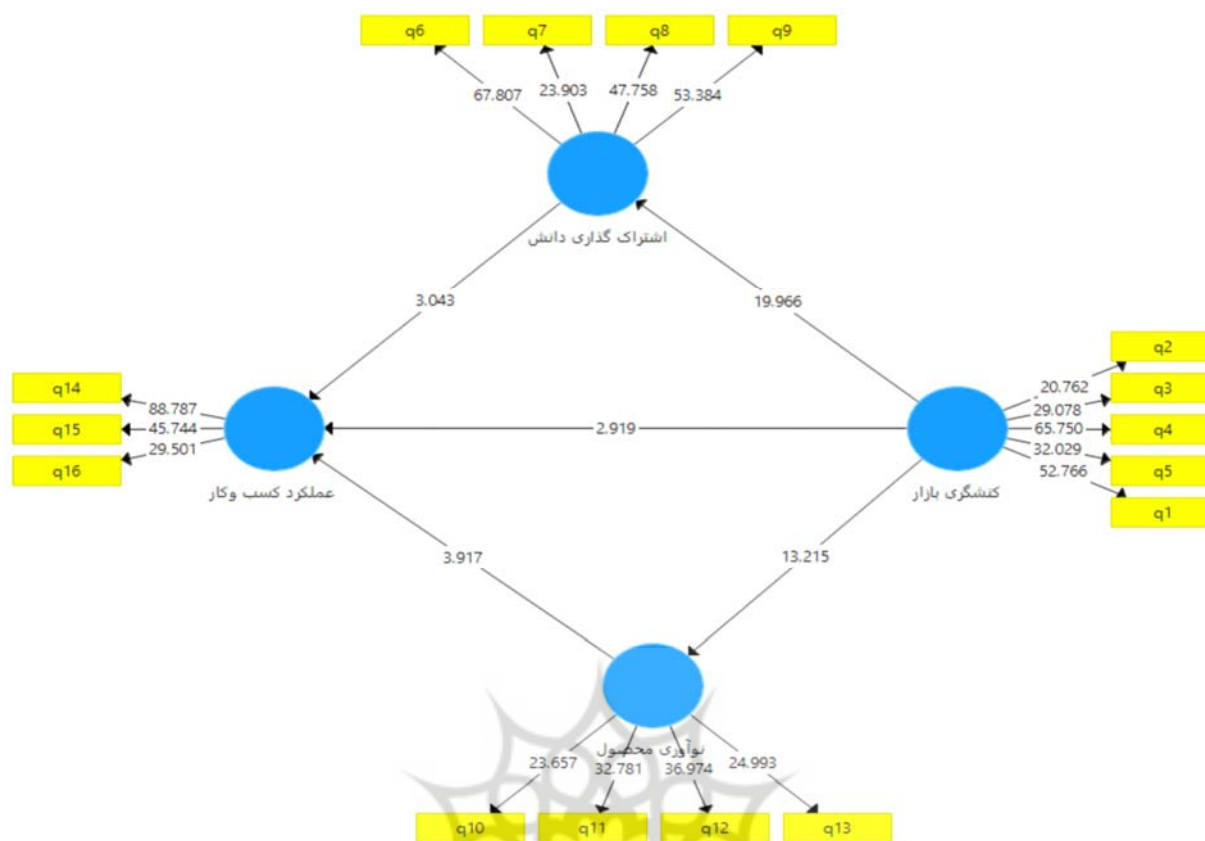 q6 q7 q8 q9
67.807 23.903 47.758 53.384
اشتراک گذاری دانش
3.043 19.966
q14
q15
q16
88.787
45.744
29.501
عملکرد کسب وکار
2.919
کنشگری بازار
20.762
29.078
65.750
32.029
52.766
q2
q3
q4
q5
q1
3.917 13.215
نوآوری محصول
23.657 32.781 36.974 24.993
q10 q11 q12 q13